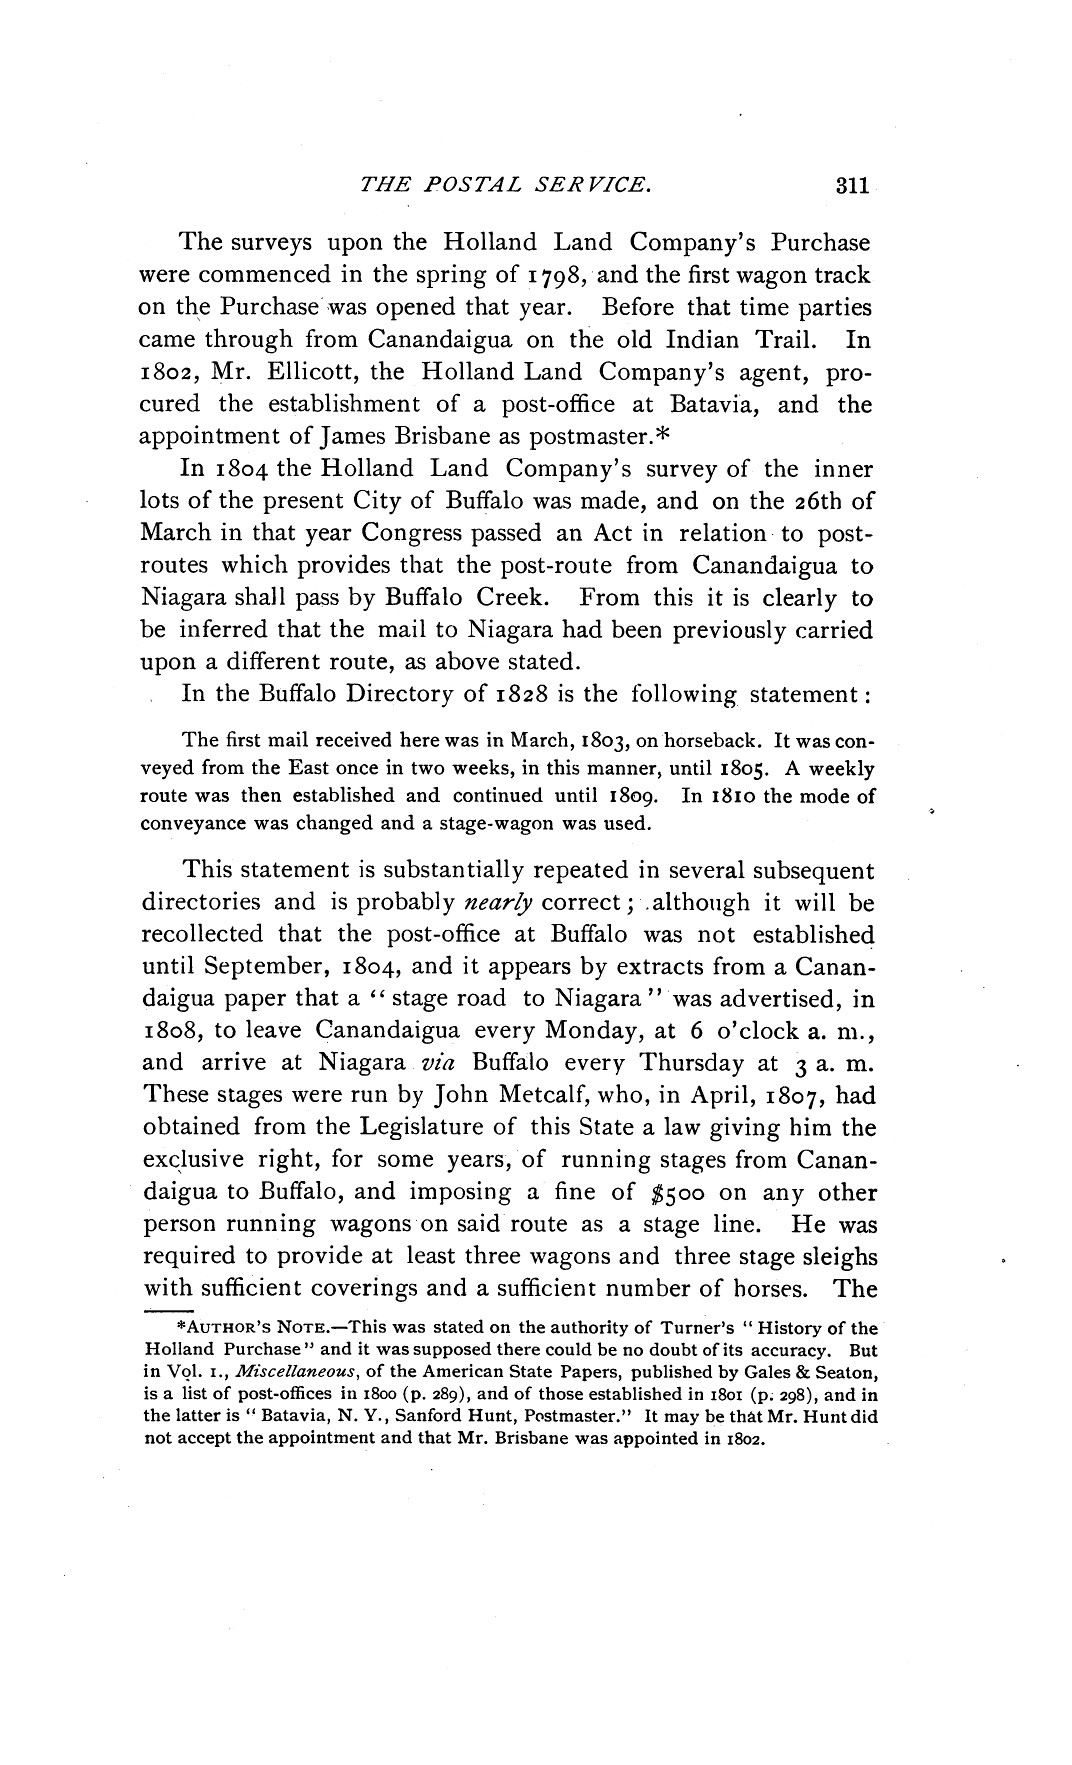 THE POSTAL SERVICE. 311
The surveys upon the Holland Land Company's Purchase
were commenced in the spring of 1798, and the first wagon track
on the Purchase was opened that year. Before that time parties
came through from Canandaigua on the old Indian Trail. In
1802, Mr. Ellicott, the Holland Land Company's agent, pro-
cured the establishment of a post-office at Batavia, and the
appointment of James Brisbane as postmaster.*
In 1804 the Holland Land Company's survey of the inner
lots of the present City of Buffalo was made, and on the 26th of
March in that year Congress passed an Act in relation to post-
routes which provides that the post-route from Canandaigua to
Niagara shall pass by Buffalo Creek. From this it is clearly to
be inferred that the mail to Niagara had been previously carried
upon a different route, as above stated.
In the Buffalo Directory of 1828 is the following statement:
The first mail received here was in March, 1803, on horseback. It was con-
veyed from the East once in two weeks, in this manner, until 1805. A weekly
route was then established and continued until 1809. In 1810 the mode of
conveyance was changed and a stage-wagon was used.
This statement is substantially repeated in several subsequent
directories and is probably nearly correct; although it will be
recollected that the post-office at Buffalo was not established
until September, 1804, and it appears by extracts from a Canan-
daigua paper that a "stage road to Niagara" was advertised, in
1808, to leave Canandaigua every Monday, at 6 o'clock a. m.,
and arrive at Niagara via Buffalo every Thursday at 3 a. m.
These stages were run by John Metcalf, who, in April, 1807, had
obtained from the Legislature of this State a law giving him the
exclusive right, for some years, of running stages from Canan-
daigua to Buffalo, and imposing a fine of $500 on any other
person running wagons on said route as a stage line. He was
required to provide at least three wagons and three stage sleighs
with sufficient coverings and a sufficient number of horses. The
*AUTHOR'S NOTE.—This was stated on the authority of Turner's "History of the
Holland Purchase" and it was supposed there could be no doubt of its accuracy. But
in Vol. 1., Miscellaneous, of the American State Papers, published by Gales & Seaton,
is a list of post-offices in 1800 (p. 289), and of those established in 1801 (p. 298), and in
the latter is "Batavia, N. Y., Sanford Hunt, Postmaster." It may be that Mr. Hunt did
not accept the appointment and that Mr. Brisbane was appointed in 1802.